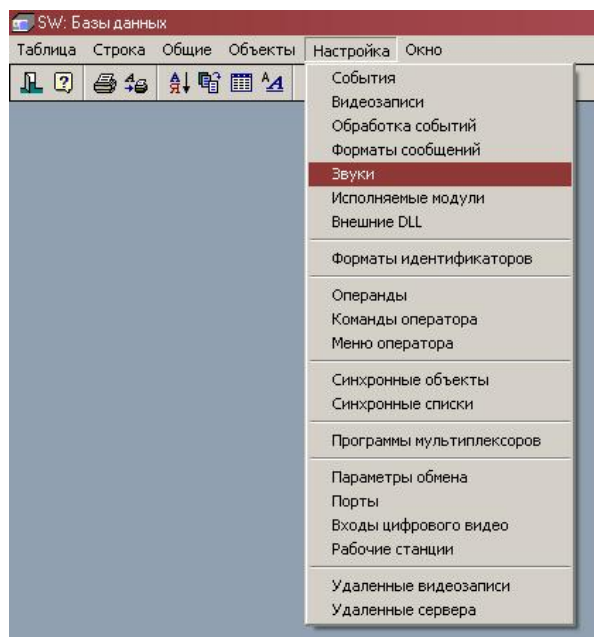 SW: Базы данных
Таблица Строка Общие Объекты Настройка Окно
События
Видеозаписи
Обработка событий
Форматы сообщений
Звуки
Исполняемые модули
Внешние DLL
Форматы идентификаторов
Операнды
Команды оператора
Меню оператора
Синхронные объекты
Синхронные списки
Программы мультиплексоров
Параметры обмена
Порты
Входы цифрового видео
Рабочие станции
Удаленные видеозаписи
Удаленные сервера